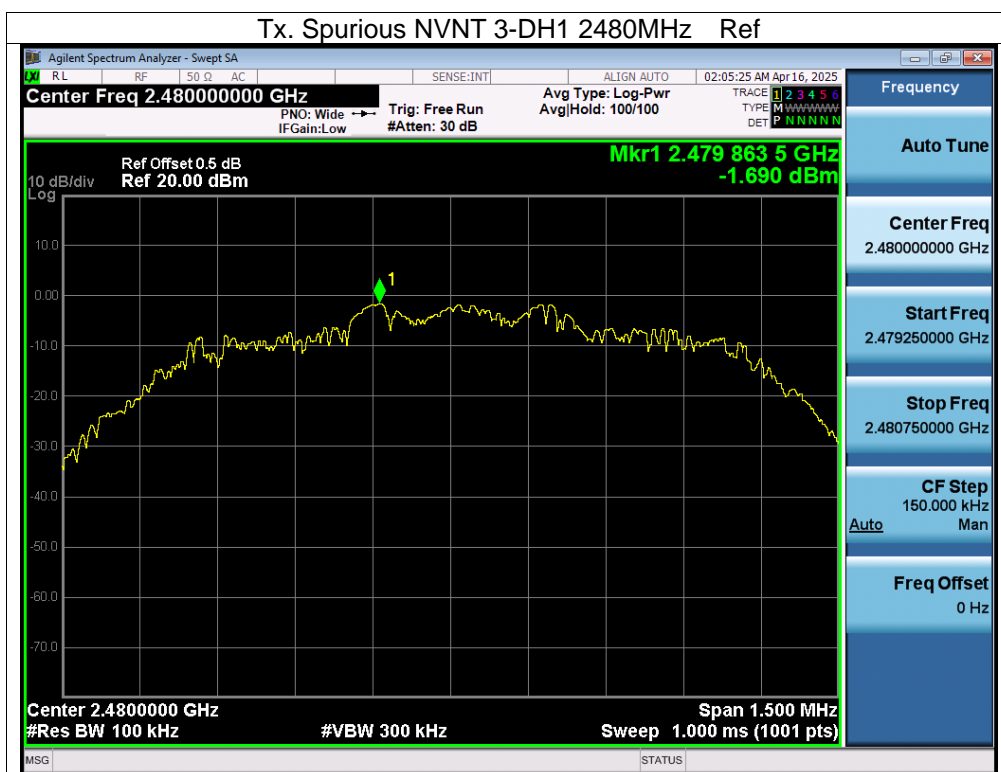 Tx. Spurious NVNT 3-DH1 2480MHz Ref
Agilent Spectrum Analyzer - Swept SA
LXI RL RF 50 Ω AC SENSE:INT ALIGN AUTO 02:05:25 AM Apr 16, 2025
Center Freq 2.480000000 GHz
PNO: Wide
IFGain:Low
Trig: Free Run
#Atten: 30 dB
Avg Type: Log-Pwr
Avg|Hold: 100/100
TRACE 1 2 3 4 5 6
TYPE M WWWWW
DET P N N N N N
Ref Offset 0.5 dB
10 dB/div Ref 20.00 dBm
Log
Mkr1 2.479 863 5 GHz
-1.690 dBm
1
10.0
0.00
-10.0
-20.0
-30.0
-40.0
-50.0
-60.0
-70.0
Center 2.4800000 GHz Span 1.500 MHz
#Res BW 100 kHz #VBW 300 kHz Sweep 1.000 ms (1001 pts)
MSG STATUS
Frequency
Auto Tune
Center Freq
2.480000000 GHz
Start Freq
2.479250000 GHz
Stop Freq
2.480750000 GHz
CF Step
150.000 kHz
Auto Man
Freq Offset
0 Hz